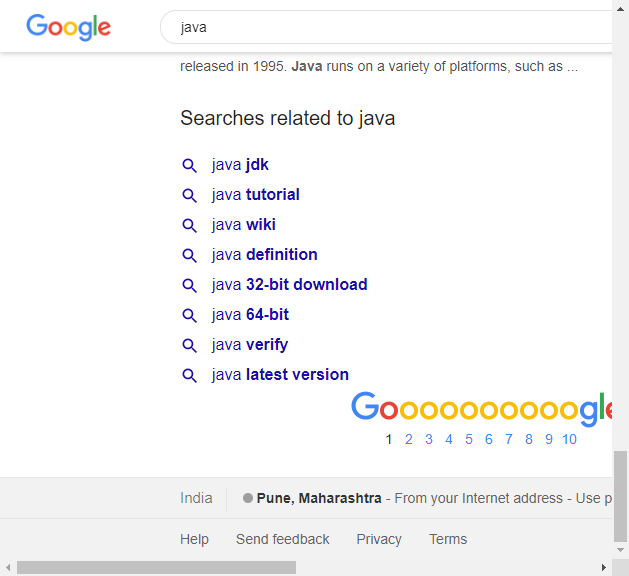 Google
java
released in 1995. Java runs on a variety of platforms, such as ...
Searches related to java
java jdk
java tutorial
java wiki
java definition
java 32-bit download
java 64-bit
java verify
java latest version
Goooooooooogle
1 2 3 4 5 6 7 8 9 10
India Pune, Maharashtra - From your Internet address - Use p
Help Send feedback Privacy Terms